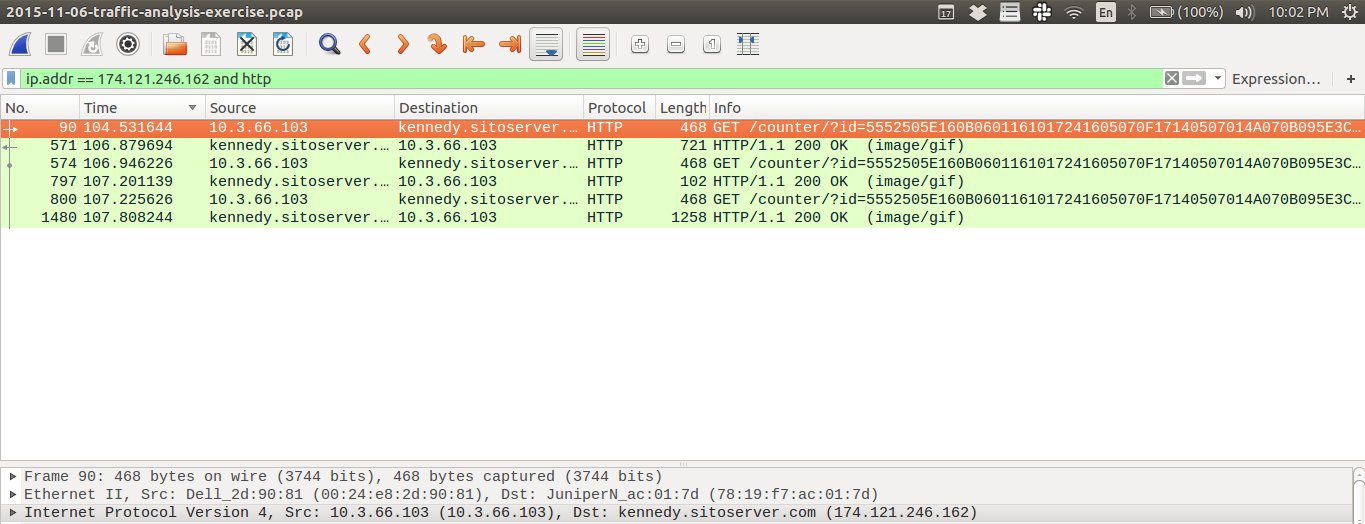 2015-11-06-traffic-analysis-exercise.pcap 17 En (100%) 10:02 PM
ip.addr == 174.121.246.162 and http Expression... +
No. Time Source Destination Protocol Length Info
90 104.531644 10.3.66.103 kennedy.sitoserver.… HTTP 468 GET /counter/?id=5552505E160B0601161017241605070F17140507014A070B095E3C…
571 106.879694 kennedy.sitoserver.… 10.3.66.103 HTTP 721 HTTP/1.1 200 OK (image/gif)
574 106.946226 10.3.66.103 kennedy.sitoserver.… HTTP 468 GET /counter/?id=5552505E160B0601161017241605070F17140507014A070B095E3C…
797 107.201139 kennedy.sitoserver.… 10.3.66.103 HTTP 102 HTTP/1.1 200 OK (image/gif)
800 107.225626 10.3.66.103 kennedy.sitoserver.… HTTP 468 GET /counter/?id=5552505E160B0601161017241605070F17140507014A070B095E3C…
1480 107.808244 kennedy.sitoserver.… 10.3.66.103 HTTP 1258 HTTP/1.1 200 OK (image/gif)
Frame 90: 468 bytes on wire (3744 bits), 468 bytes captured (3744 bits)
Ethernet II, Src: Dell_2d:90:81 (00:24:e8:2d:90:81), Dst: JuniperN_ac:01:7d (78:19:f7:ac:01:7d)
Internet Protocol Version 4, Src: 10.3.66.103 (10.3.66.103), Dst: kennedy.sitoserver.com (174.121.246.162)